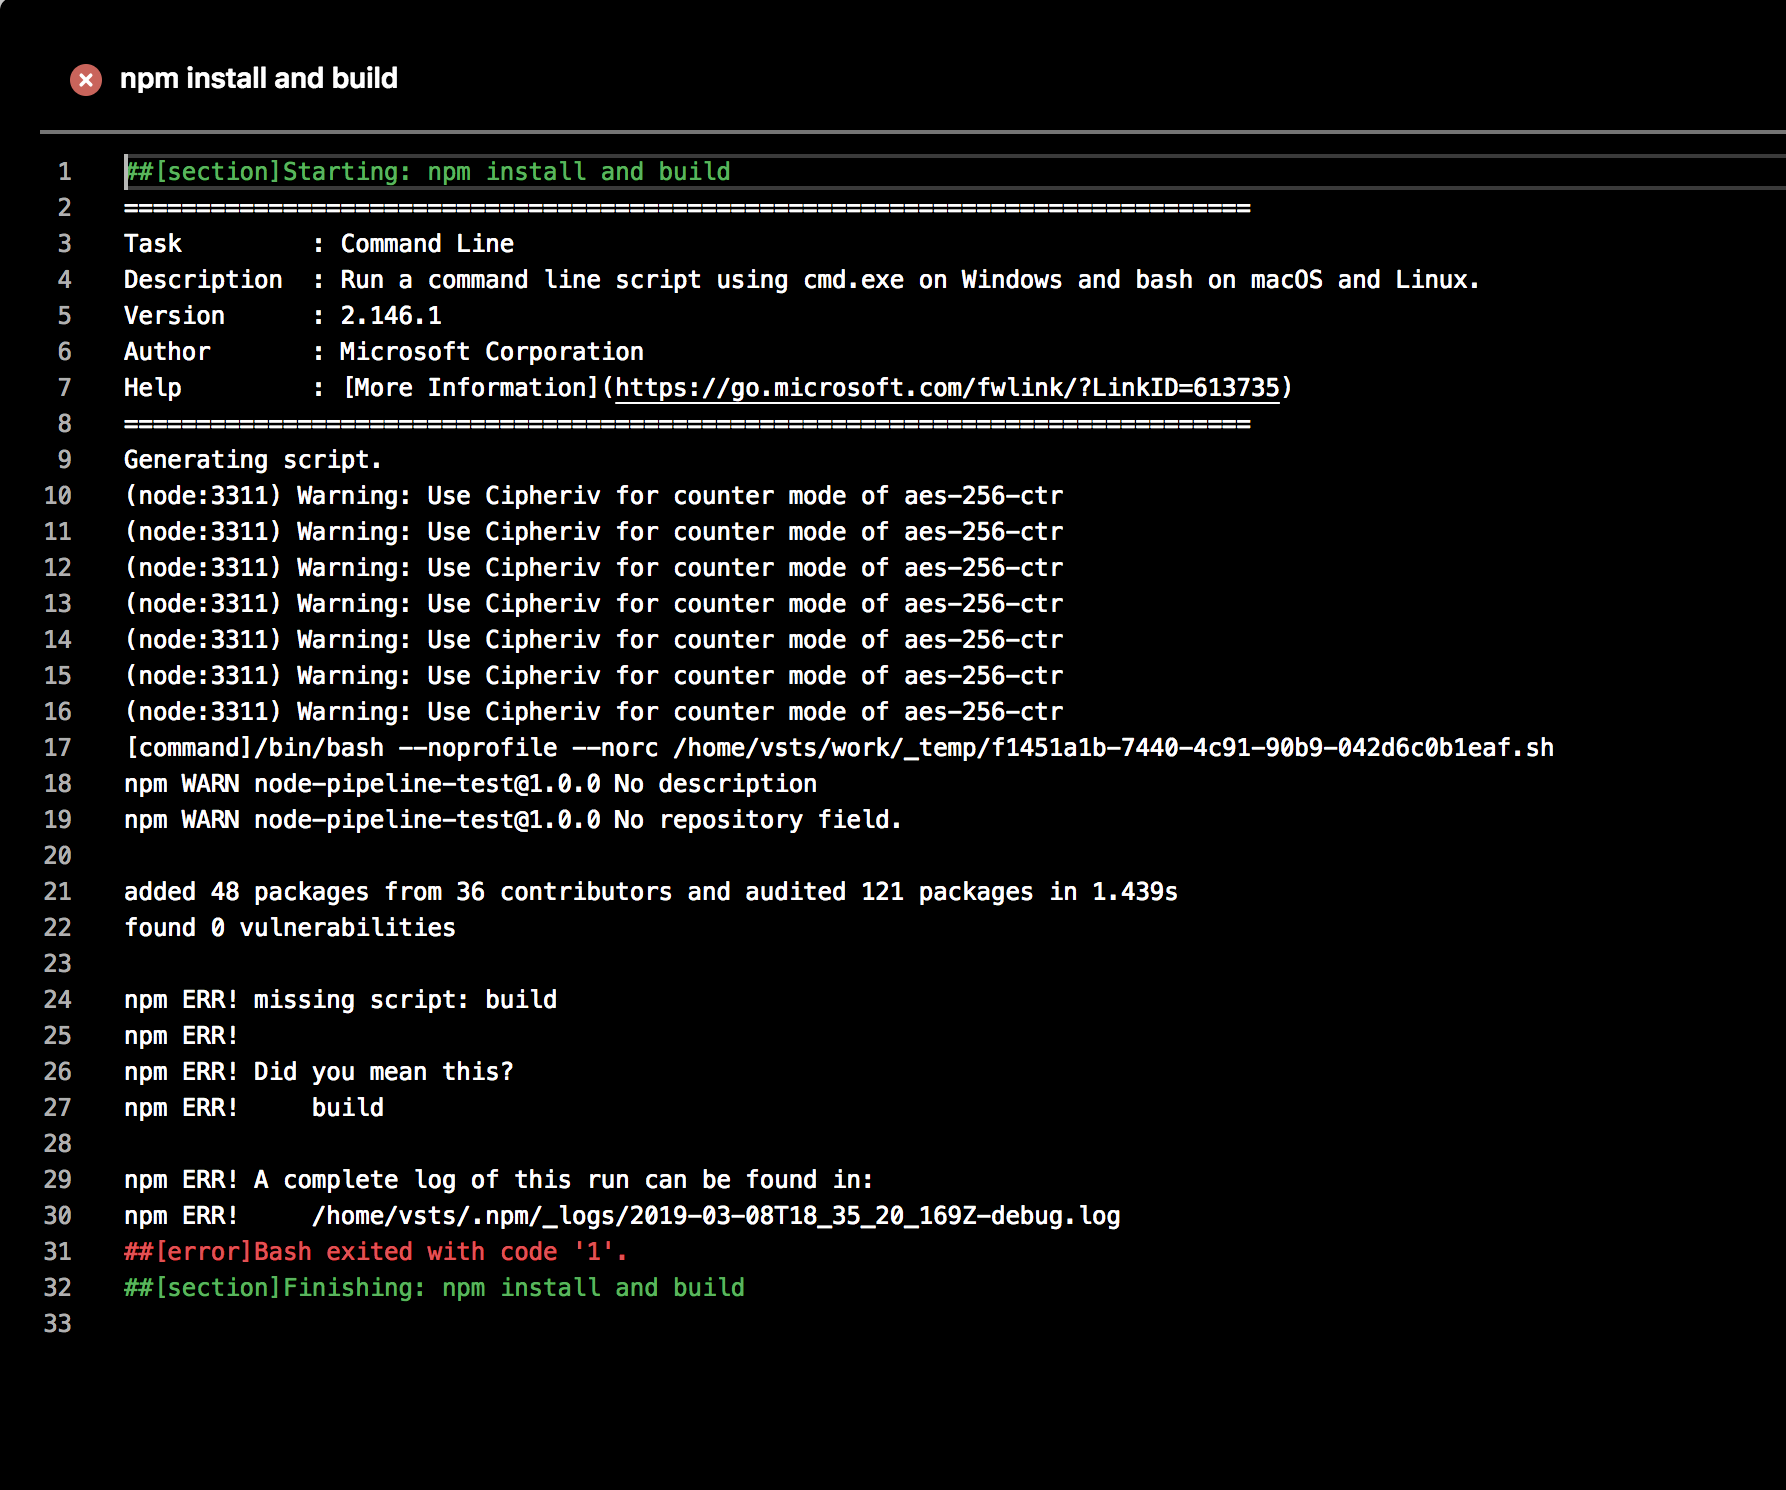 npm install and build
1 ##[section]Starting: npm install and build
2 ==============================================================================
3 Task         : Command Line
4 Description  : Run a command line script using cmd.exe on Windows and bash on macOS and Linux.
5 Version      : 2.146.1
6 Author       : Microsoft Corporation
7 Help         : [More Information](https://go.microsoft.com/fwlink/?LinkID=613735)
8 ==============================================================================
9 Generating script.
10 (node:3311) Warning: Use Cipheriv for counter mode of aes-256-ctr
11 (node:3311) Warning: Use Cipheriv for counter mode of aes-256-ctr
12 (node:3311) Warning: Use Cipheriv for counter mode of aes-256-ctr
13 (node:3311) Warning: Use Cipheriv for counter mode of aes-256-ctr
14 (node:3311) Warning: Use Cipheriv for counter mode of aes-256-ctr
15 (node:3311) Warning: Use Cipheriv for counter mode of aes-256-ctr
16 (node:3311) Warning: Use Cipheriv for counter mode of aes-256-ctr
17 [command]/bin/bash --noprofile --norc /home/vsts/work/_temp/f1451a1b-7440-4c91-90b9-042d6c0b1eaf.sh
18 npm WARN node-pipeline-test@1.0.0 No description
19 npm WARN node-pipeline-test@1.0.0 No repository field.
20
21 added 48 packages from 36 contributors and audited 121 packages in 1.439s
22 found 0 vulnerabilities
23
24 npm ERR! missing script: build
25 npm ERR!
26 npm ERR! Did you mean this?
27 npm ERR!     build
28
29 npm ERR! A complete log of this run can be found in:
30 npm ERR!     /home/vsts/.npm/_logs/2019-03-08T18_35_20_169Z-debug.log
31 ##[error]Bash exited with code '1'.
32 ##[section]Finishing: npm install and build
33